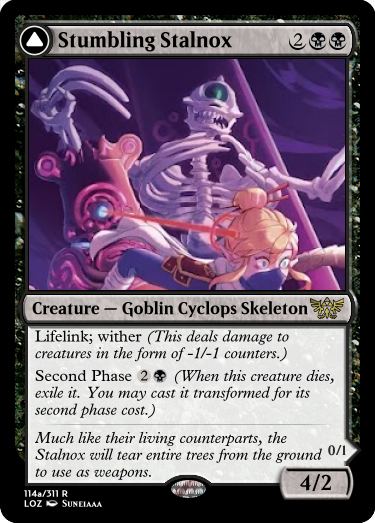 Stumbling Stalnox 2
Creature — Goblin Cyclops Skeleton
Lifelink; wither (This deals damage to
creatures in the form of -1/-1 counters.)
Second Phase 2 (When this creature dies,
exile it. You may cast it transformed for its
second phase cost.)
Much like their living counterparts, the
Stalnox will tear entire trees from the ground
to use as weapons.
0/1
4/2
114a/311 R
LOZ Suneiaaa